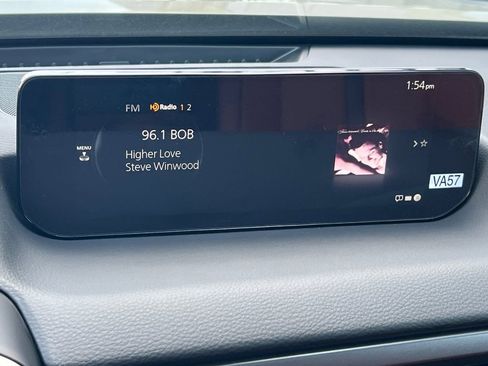 1:54pm
FM HD Radio 1 2
96.1 BOB
MENU
Higher Love
Steve Winwood
VA57